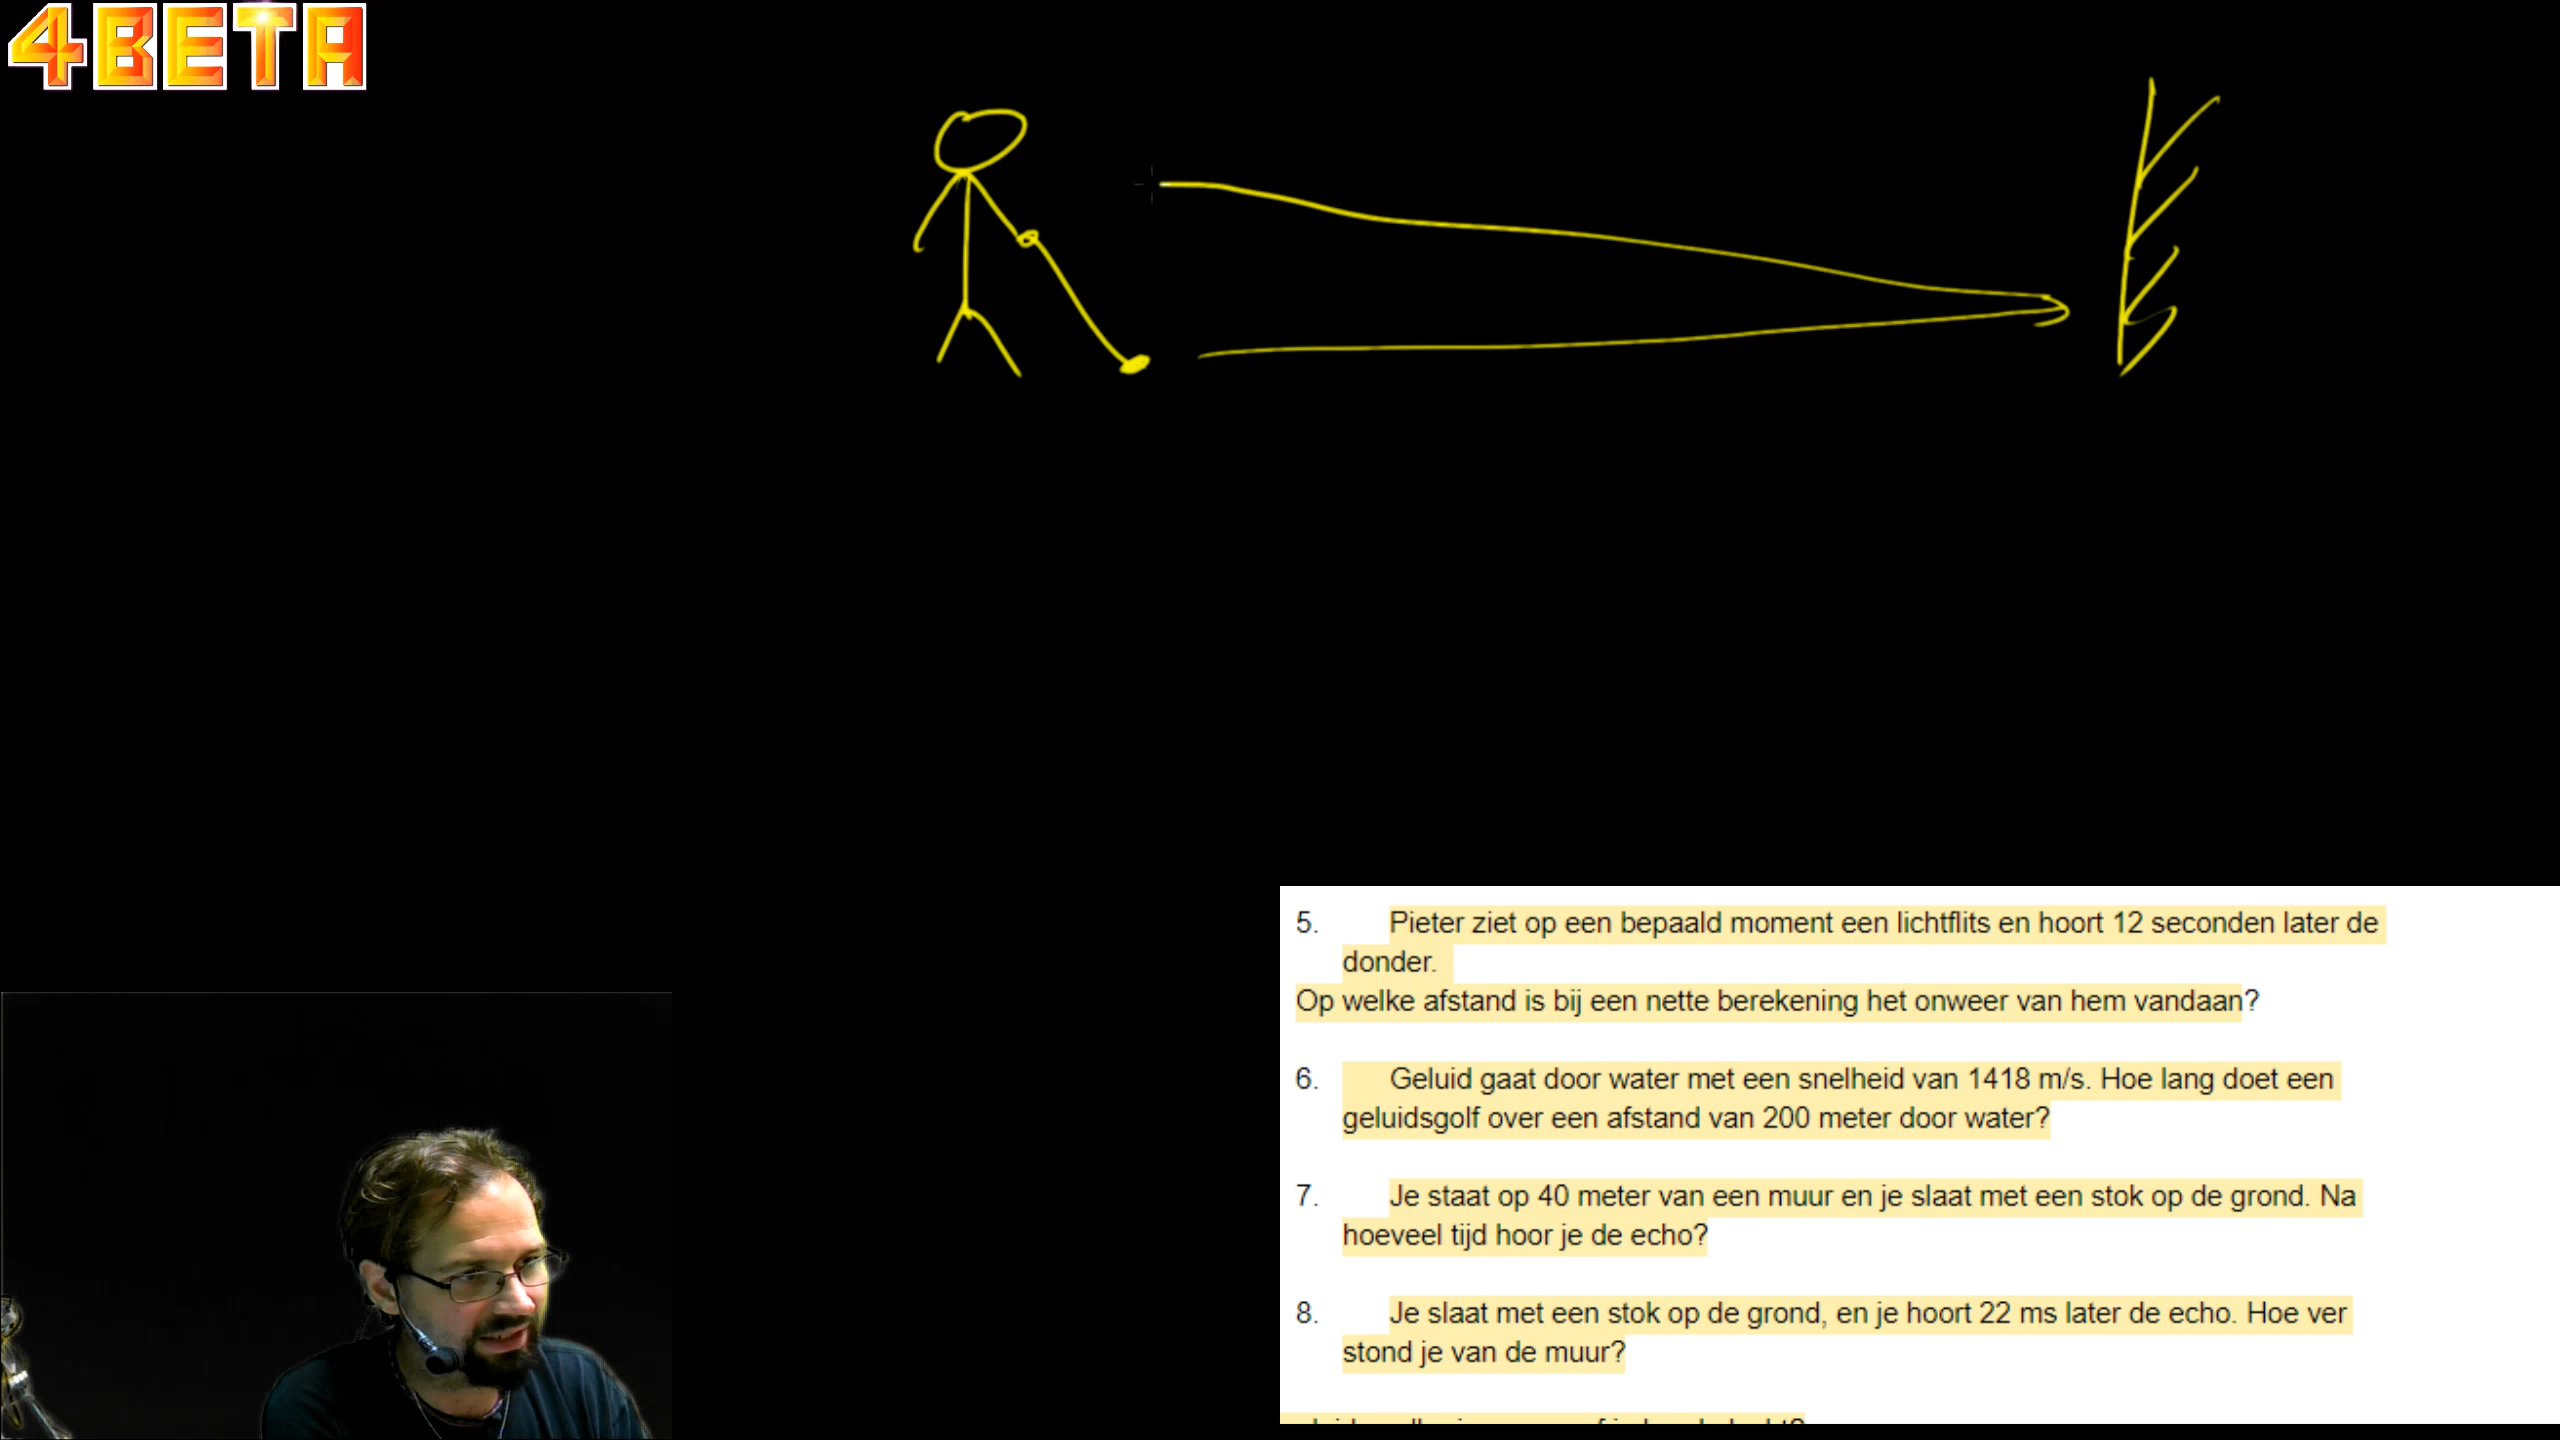 4BETA
5. Pieter ziet op een bepaald moment een lichtflits en hoort 12 seconden later de
donder.
Op welke afstand is bij een nette berekening het onweer van hem vandaan?
6. Geluid gaat door water met een snelheid van 1418 m/s. Hoe lang doet een
geluidsgolf over een afstand van 200 meter door water?
7. Je staat op 40 meter van een muur en je slaat met een stok op de grond. Na
hoeveel tijd hoor je de echo?
8. Je slaat met een stok op de grond, en je hoort 22 ms later de echo. Hoe ver
stond je van de muur?